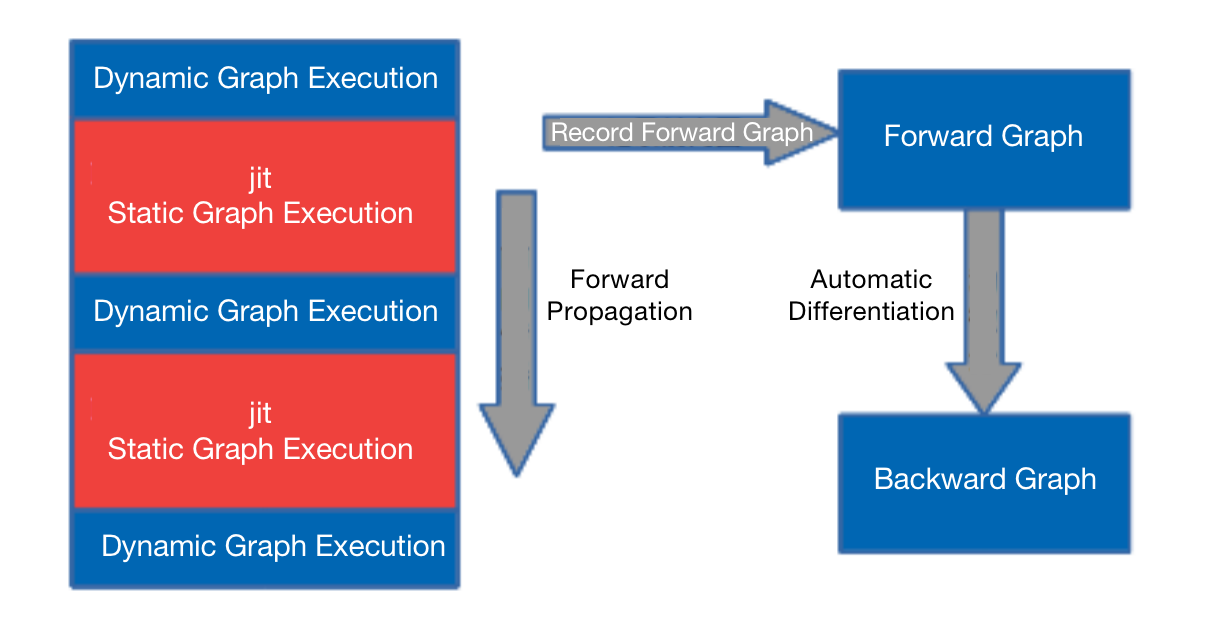 Dynamic Graph Execution
jit
Static Graph Execution
Dynamic Graph Execution
jit
Static Graph Execution
Dynamic Graph Execution
Record Forward Graph
Forward
Propagation
Forward Graph
Automatic
Differentiation
Backward Graph